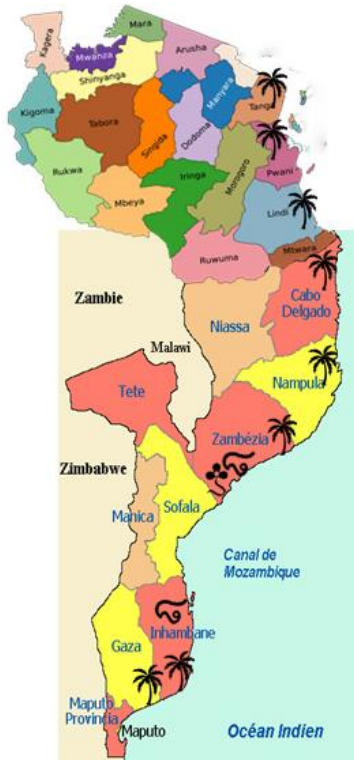 Mara
Kagera
Mwanza
Arusha
Shinyanga
Kigoma
Manyara
Tanga
Tabora
Singida
Dodoma
Rukwa
Pwani
Morogoro
Iringa
Mbeya
Lindi
Mtwara
Ruwuma
Zambie
Cabo
Delgado
Niassa
Malawi
Tete
Nampula
Zambézia
Zimbabwe
Manica
Sofala
Canal de
Mozambique
Inhambane
Gaza
Maputo
Provincia
Maputo
Océan Indien